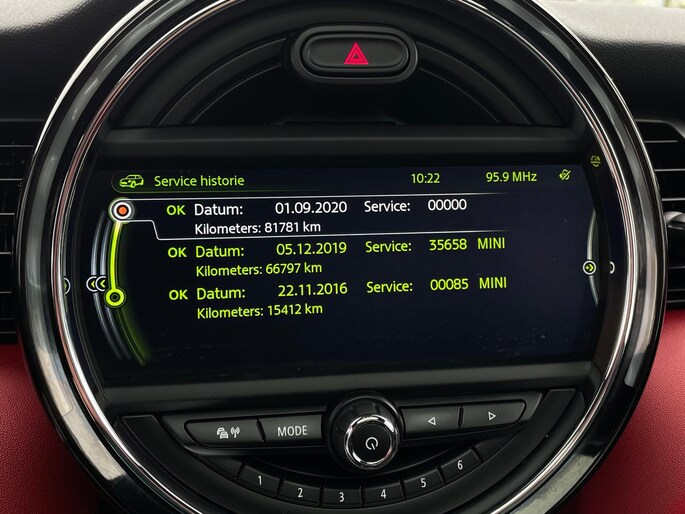 Service historie 10:22 95.9 MHz
OK Datum: 01.09.2020 Service: 00000
Kilometers: 81781 km
OK Datum: 05.12.2019 Service: 35658 MINI
Kilometers: 66797 km
OK Datum: 22.11.2016 Service: 00085 MINI
Kilometers: 15412 km
MODE
1 2 3 4 5 6